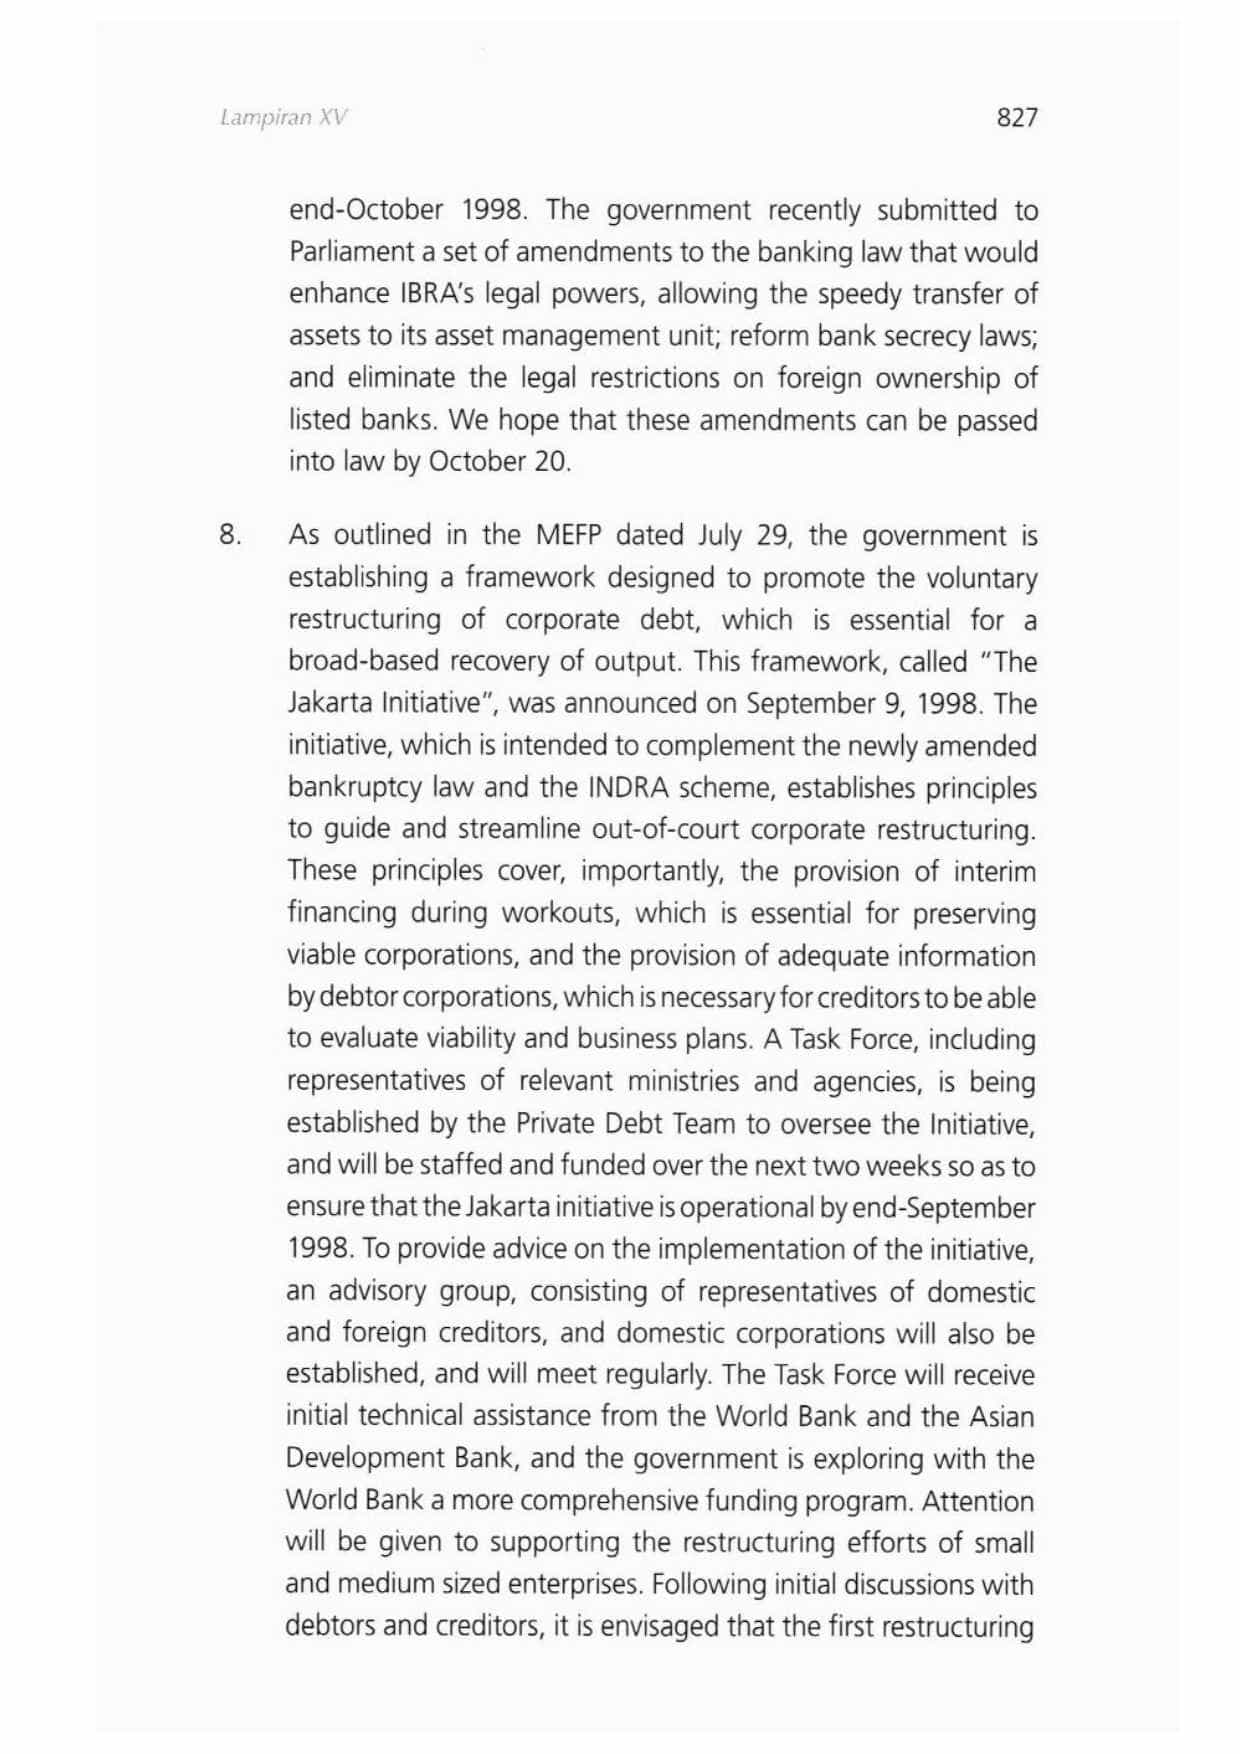 Lampiran XV 827
end-October 1998. The government recently submitted to
Parliament a set of amendments to the banking law that would
enhance IBRA's legal powers, allowing the speedy transfer of
assets to its asset management unit; reform bank secrecy laws;
and eliminate the legal restrictions on foreign ownership of
listed banks. We hope that these amendments can be passed
into law by October 20.
8. As outlined in the MEFP dated July 29, the government is
establishing a framework designed to promote the voluntary
restructuring of corporate debt, which is essential for a
broad-based recovery of output. This framework, called "The
Jakarta Initiative", was announced on September 9, 1998. The
initiative, which is intended to complement the newly amended
bankruptcy law and the INDRA scheme, establishes principles
to guide and streamline out-of-court corporate restructuring.
These principles cover, importantly, the provision of interim
financing during workouts, which is essential for preserving
viable corporations, and the provision of adequate information
by debtor corporations, which is necessary for creditors to be able
to evaluate viability and business plans. A Task Force, including
representatives of relevant ministries and agencies, is being
established by the Private Debt Team to oversee the Initiative,
and will be staffed and funded over the next two weeks so as to
ensure that the Jakarta initiative is operational by end-September
1998. To provide advice on the implementation of the initiative,
an advisory group, consisting of representatives of domestic
and foreign creditors, and domestic corporations will also be
established, and will meet regularly. The Task Force will receive
initial technical assistance from the World Bank and the Asian
Development Bank, and the government is exploring with the
World Bank a more comprehensive funding program. Attention
will be given to supporting the restructuring efforts of small
and medium sized enterprises. Following initial discussions with
debtors and creditors, it is envisaged that the first restructuring